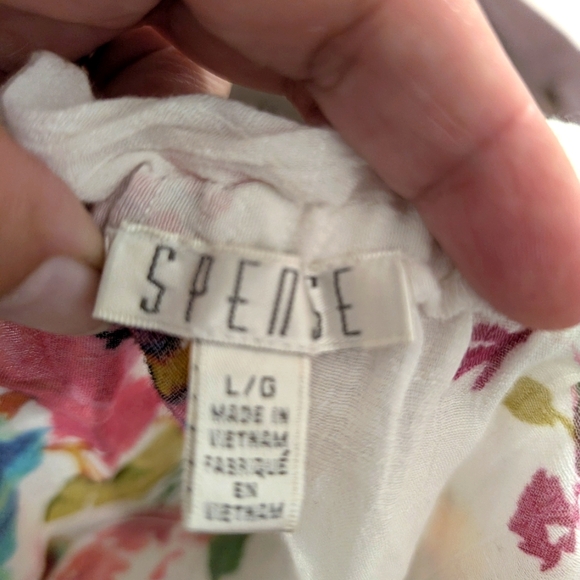 SPENSE
L/G
MADE IN
VIETNAM
FABRIQUÉ
EN
VIETNAM